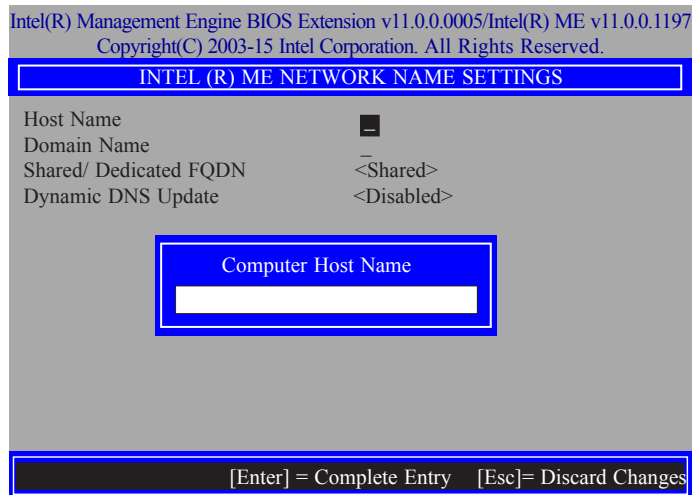 Intel(R) Management Engine BIOS Extension v11.0.0.0005/Intel(R) ME v11.0.0.1197
Copyright(C) 2003-15 Intel Corporation. All Rights Reserved.
INTEL (R) ME NETWORK NAME SETTINGS
Host Name _
Domain Name _
Shared/ Dedicated FQDN <Shared>
Dynamic DNS Update <Disabled>
Computer Host Name
[Enter] = Complete Entry [Esc]= Discard Changes